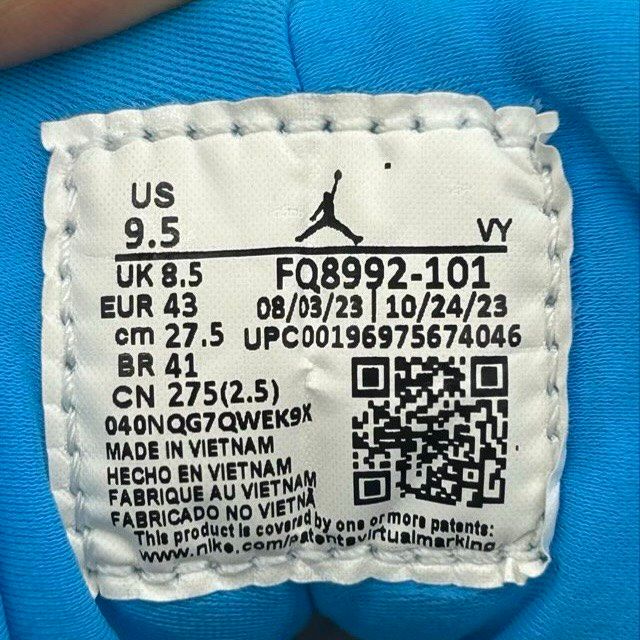 US
9.5
VY
UK 8.5
FQ8992-101
EUR 43
08/03/23 | 10/24/23
cm 27.5
UPC00196975674046
BR 41
CN 275(2.5)
040NQG7QWEK9X
MADE IN VIETNAM
HECHO EN VIETNAM
FABRIQUE AU VIETNAM
FABRICADO NO VIETNÃ
This product is covered by one or more patents:
www.nike.com/patentsvirtualmarking